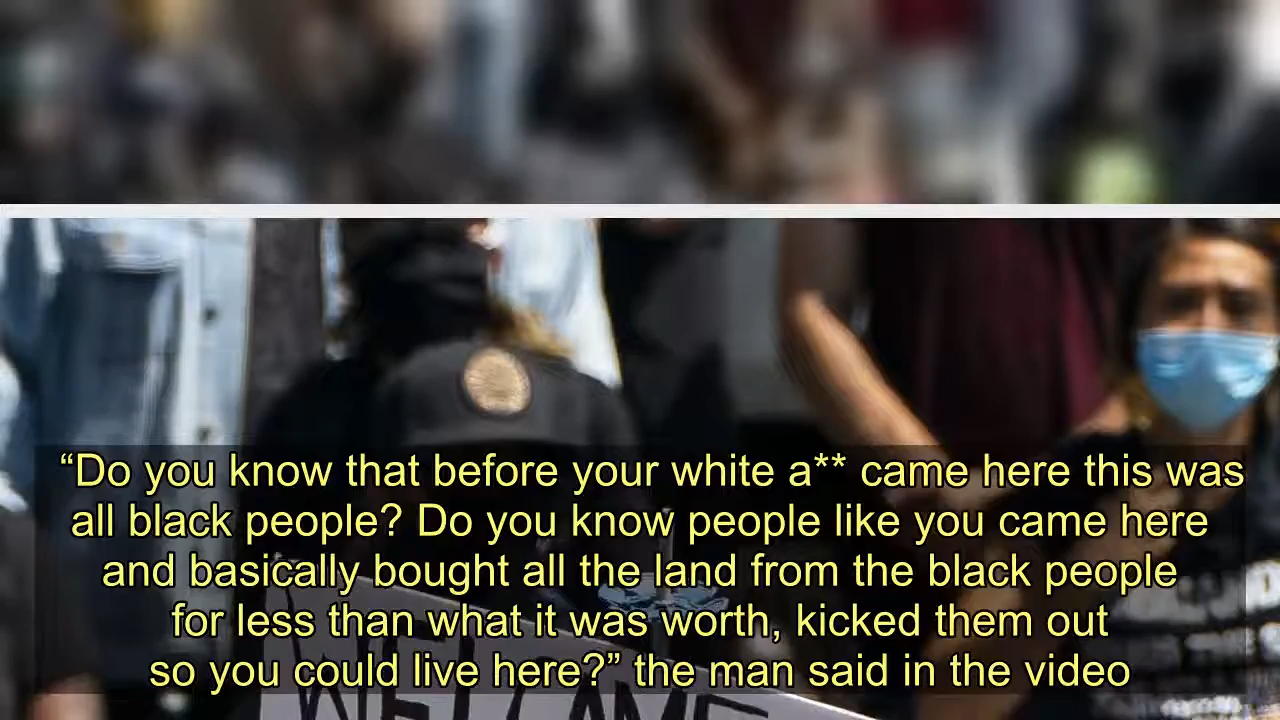 “Do you know that before your white a** came here this was
all black people? Do you know people like you came here
and basically bought all the land from the black people
for less than what it was worth, kicked them out
so you could live here?” the man said in the video